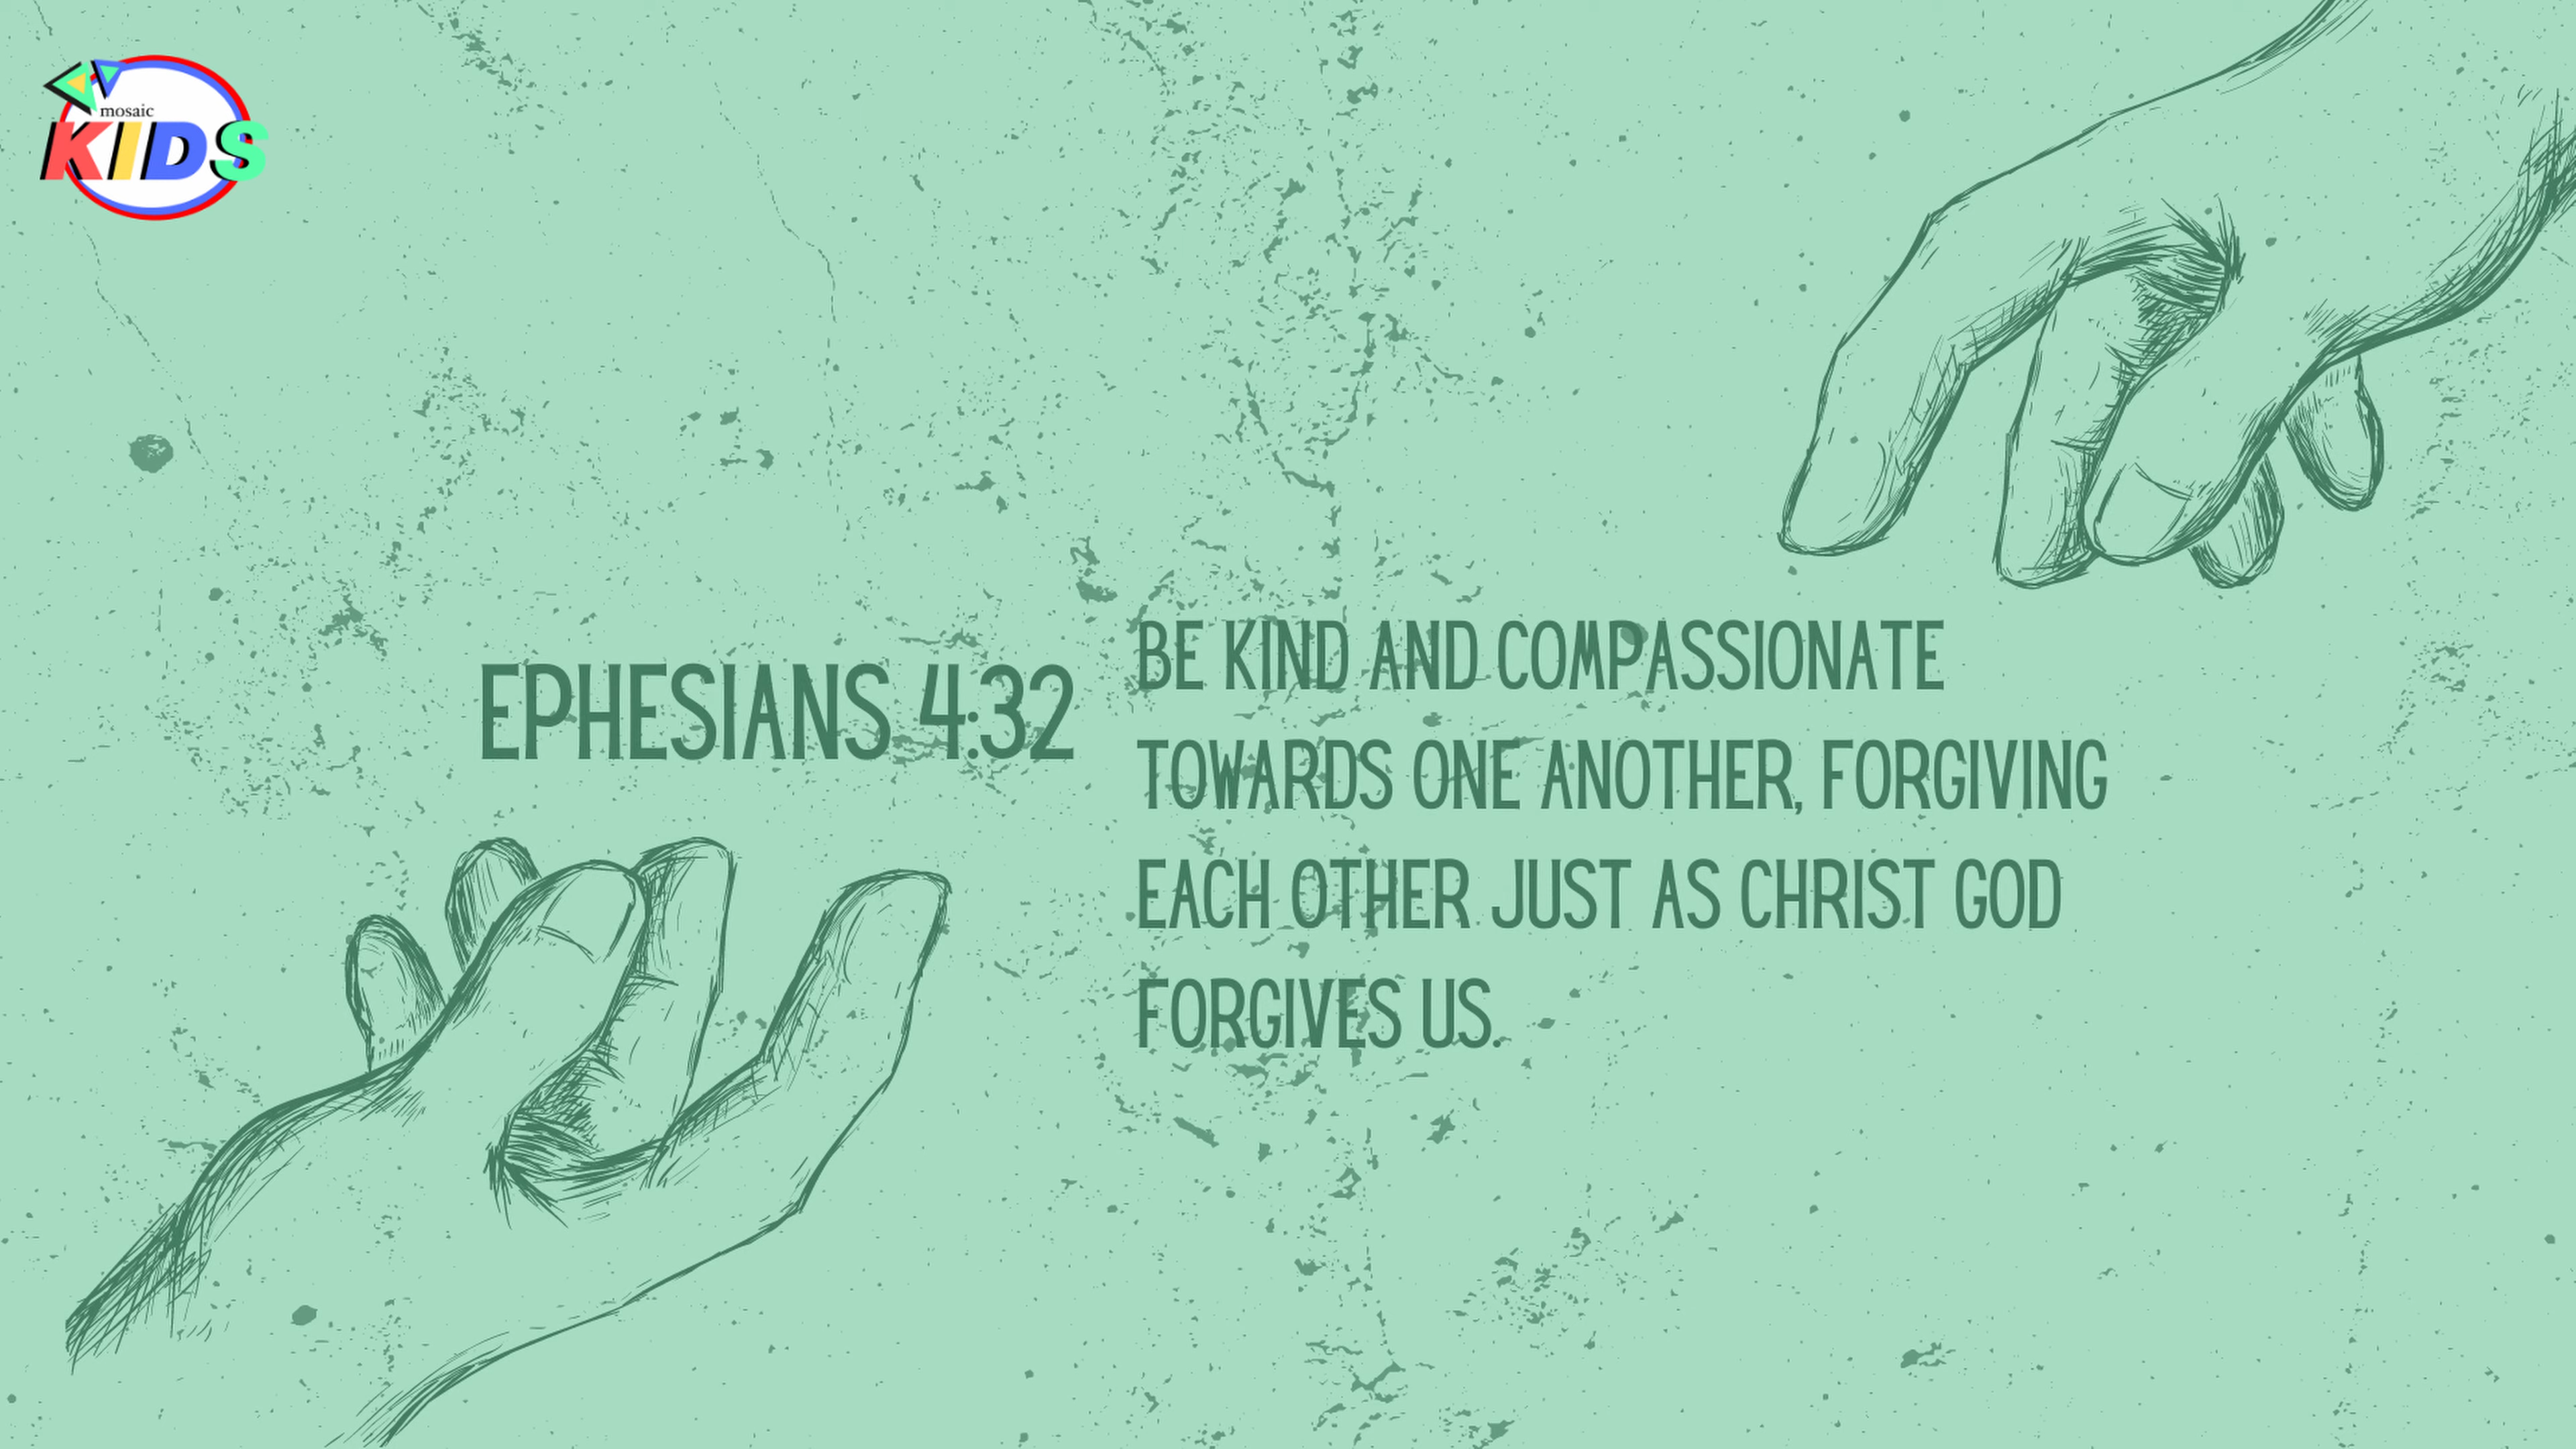 mosaic
KIDS
EPHESIANS 4:32
BE KIND AND COMPASSIONATE
TOWARDS ONE ANOTHER, FORGIVING
EACH OTHER JUST AS CHRIST GOD
FORGIVES US.